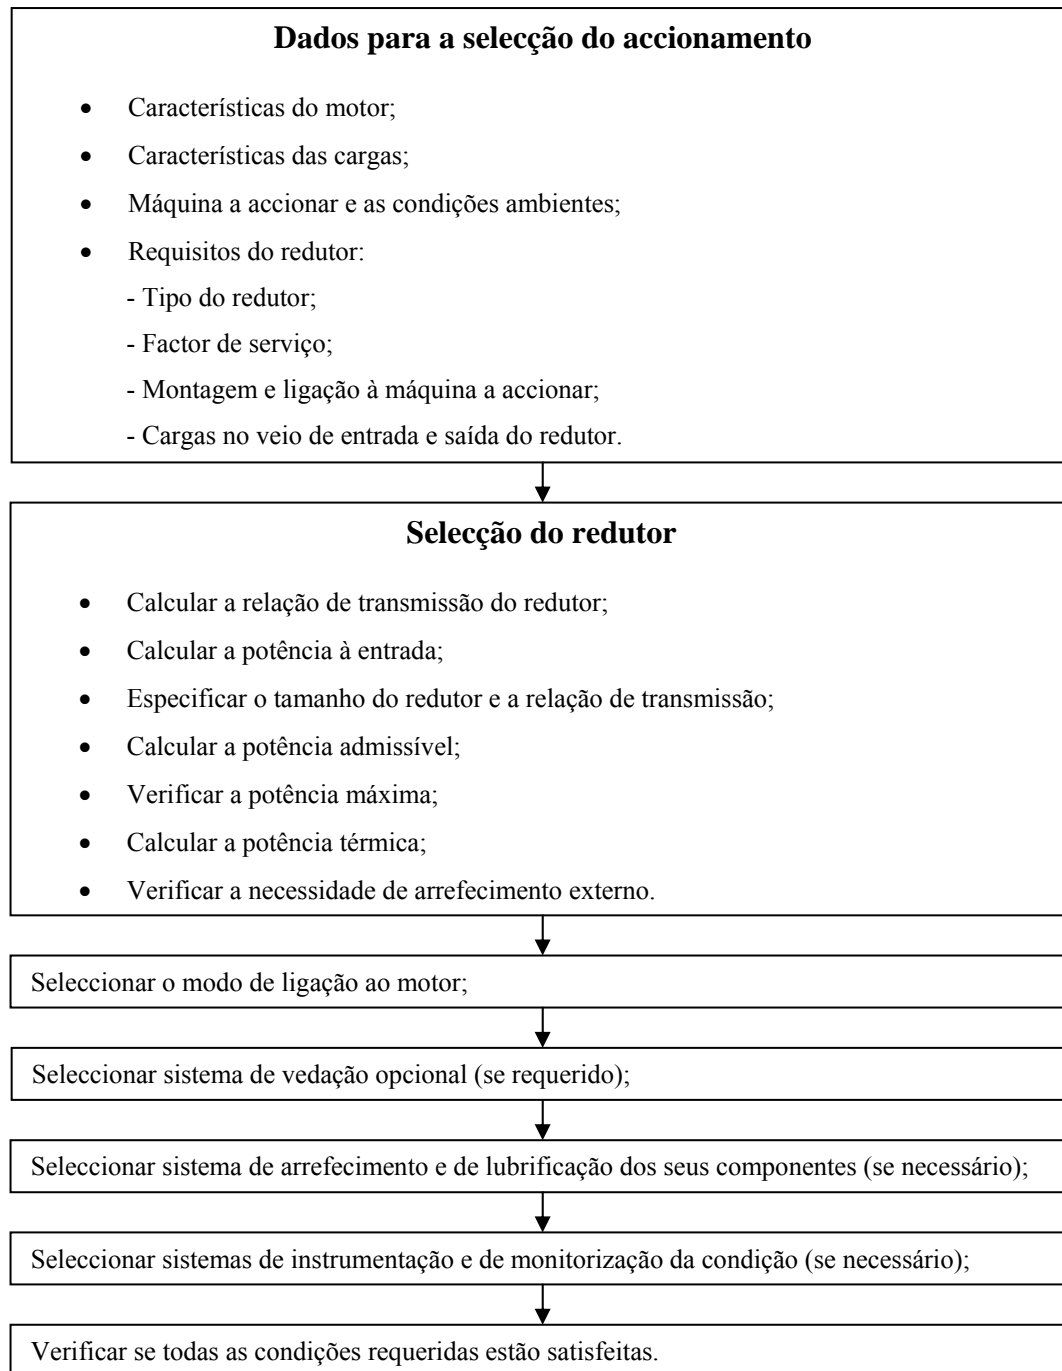 Dados para a selecção do accionamento
• Características do motor;
• Características das cargas;
• Máquina a accionar e as condições ambientes;
• Requisitos do redutor:
- Tipo do redutor;
- Factor de serviço;
- Montagem e ligação à máquina a accionar;
- Cargas no veio de entrada e saída do redutor.
Selecção do redutor
• Calcular a relação de transmissão do redutor;
• Calcular a potência à entrada;
• Especificar o tamanho do redutor e a relação de transmissão;
• Calcular a potência admissível;
• Verificar a potência máxima;
• Calcular a potência térmica;
• Verificar a necessidade de arrefecimento externo.
Seleccionar o modo de ligação ao motor;
Seleccionar sistema de vedação opcional (se requerido);
Seleccionar sistema de arrefecimento e de lubrificação dos seus componentes (se necessário);
Seleccionar sistemas de instrumentação e de monitorização da condição (se necessário);
Verificar se todas as condições requeridas estão satisfeitas.